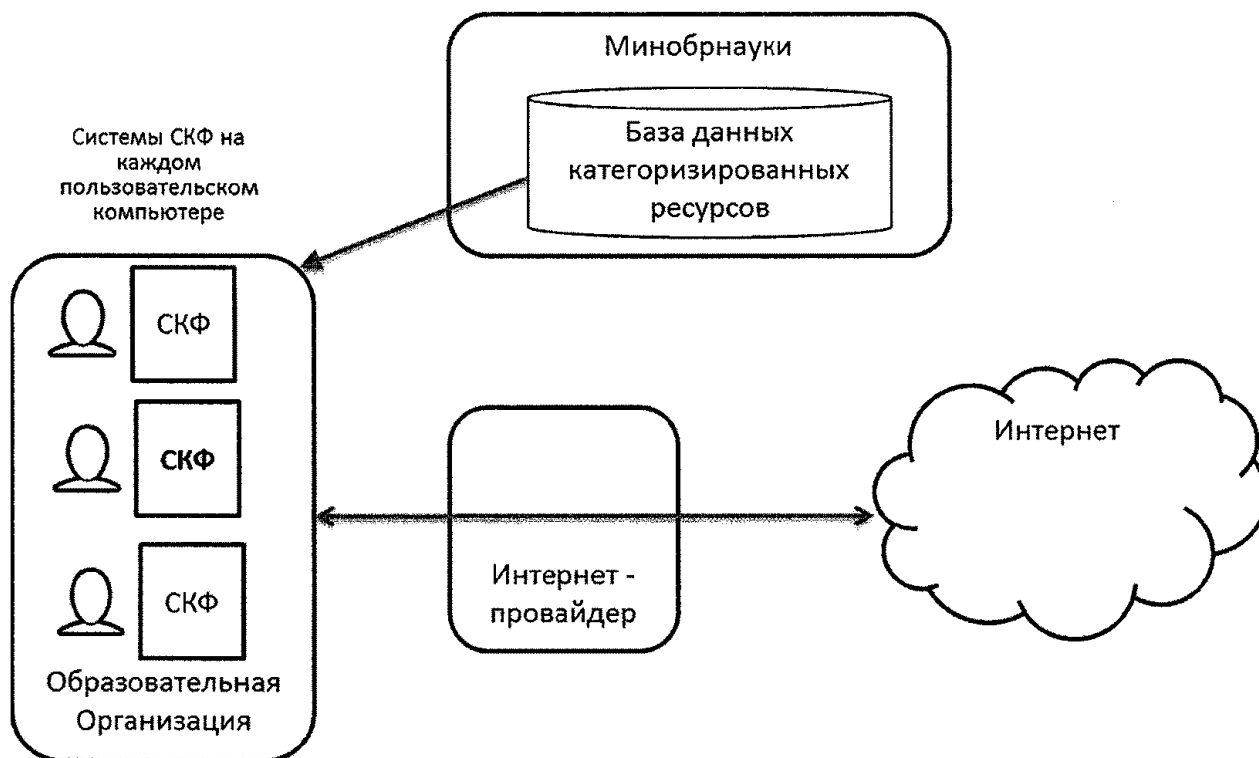 Минобрнауки
База данных
категоризированных
ресурсов
Системы СКФ на
каждом
пользовательском
компьютере
СКФ
СКФ
СКФ
Образовательная
Организация
Интернет -
провайдер
Интернет